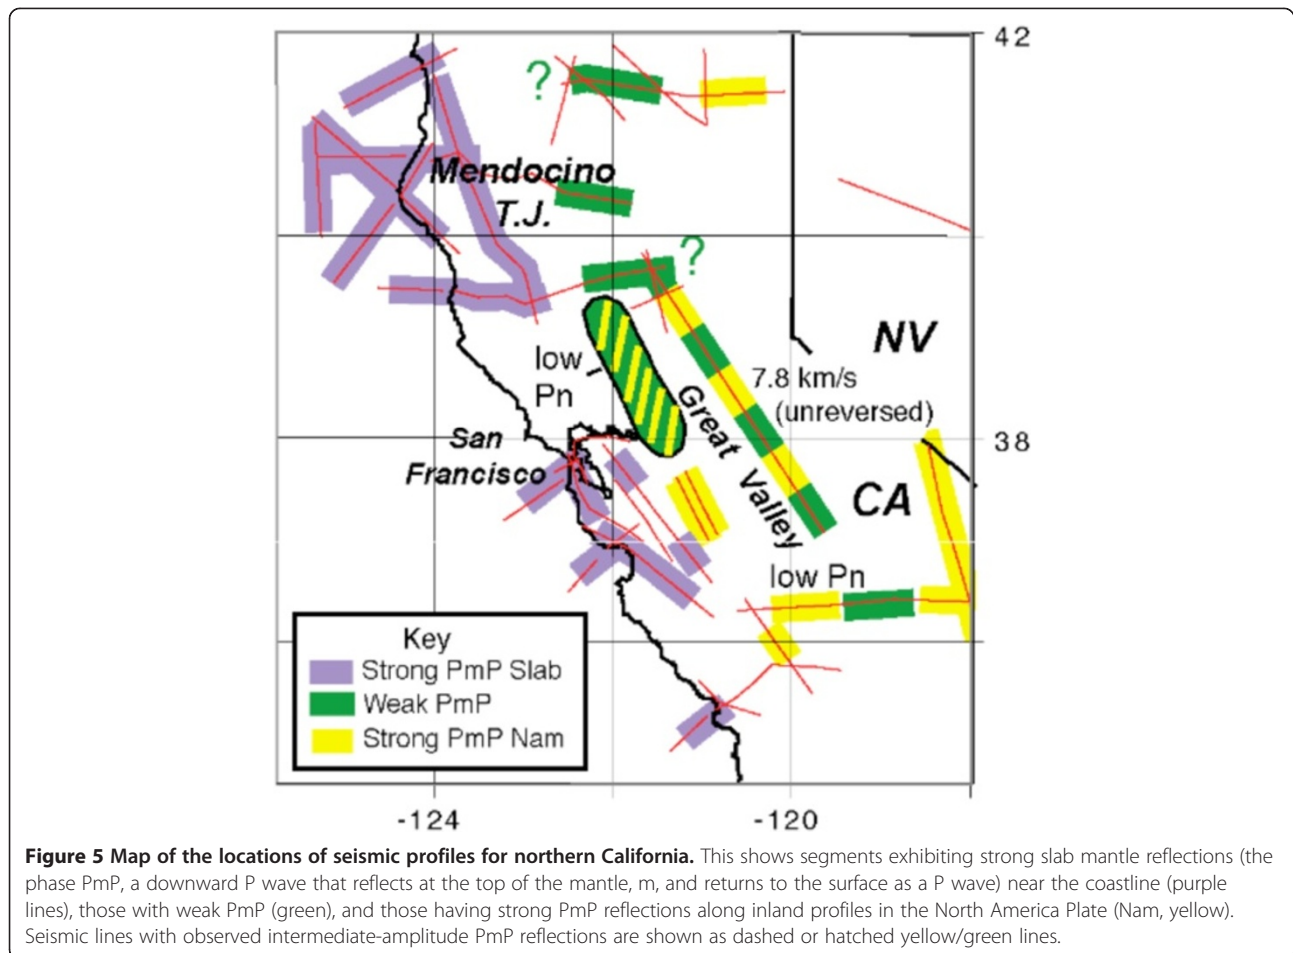 42
?
Mendocino
T.J.
?
NV
low
Pn
7.8 km/s
(unreversed)
Great Valley
San
Francisco
38
CA
low Pn
Key
Strong PmP Slab
Weak PmP
Strong PmP Nam
-124
-120
Figure 5 Map of the locations of seismic profiles for northern California. This shows segments exhibiting strong slab mantle reflections (the
phase PmP, a downward P wave that reflects at the top of the mantle, m, and returns to the surface as a P wave) near the coastline (purple
lines), those with weak PmP (green), and those having strong PmP reflections along inland profiles in the North America Plate (Nam, yellow).
Seismic lines with observed intermediate-amplitude PmP reflections are shown as dashed or hatched yellow/green lines.